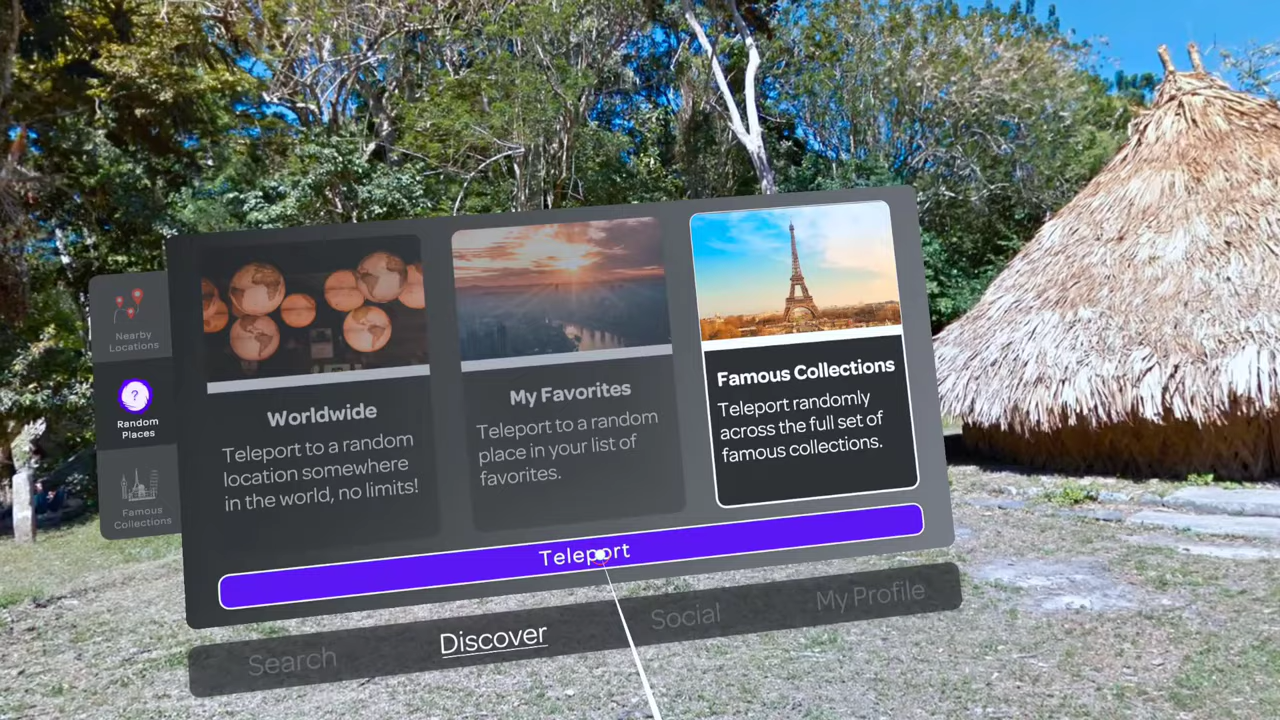 Nearby
Locations
?
Random
Places
Famous
Collections
Worldwide
Teleport to a random
location somewhere
in the world, no limits!
My Favorites
Teleport to a random
place in your list of
favorites.
Famous Collections
Teleport randomly
across the full set of
famous collections.
Teleport
Search
Discover
Social
My Profile